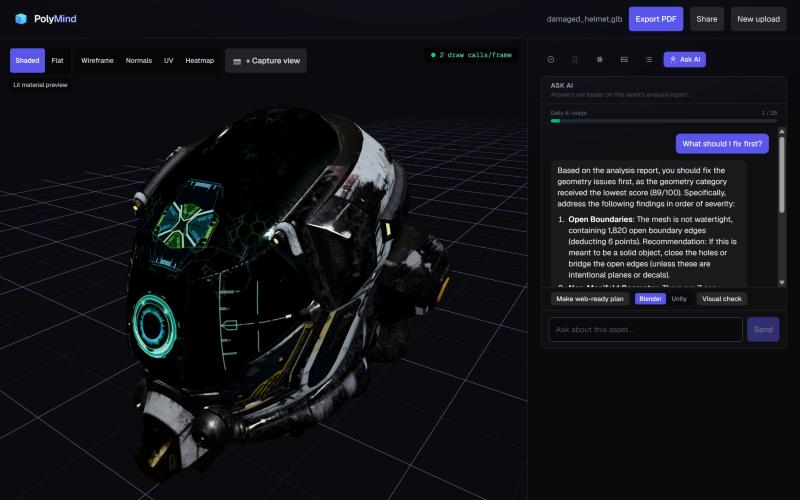 PolyMind
damaged_helmet.glb
Export PDF
Share
New upload
Shaded
Flat
Wireframe
Normals
UV
Heatmap
+ Capture view
2 draw calls/frame
Lit material preview
Ask AI
ASK AI
Answers are based on this asset's analysis report.
Daily AI usage
1 / 25
What should I fix first?
Based on the analysis report, you should fix the
geometry issues first, as the geometry category
received the lowest score (89/100). Specifically,
address the following findings in order of severity:
1. Open Boundaries: The mesh is not watertight,
containing 1,820 open boundary edges
(deducting 6 points). Recommendation: If this is
meant to be a solid object, close the holes or
bridge the open edges (unless these are
intentional planes or decals).
Make web-ready plan
Blender
Unity
Visual check
Ask about this asset...
Send